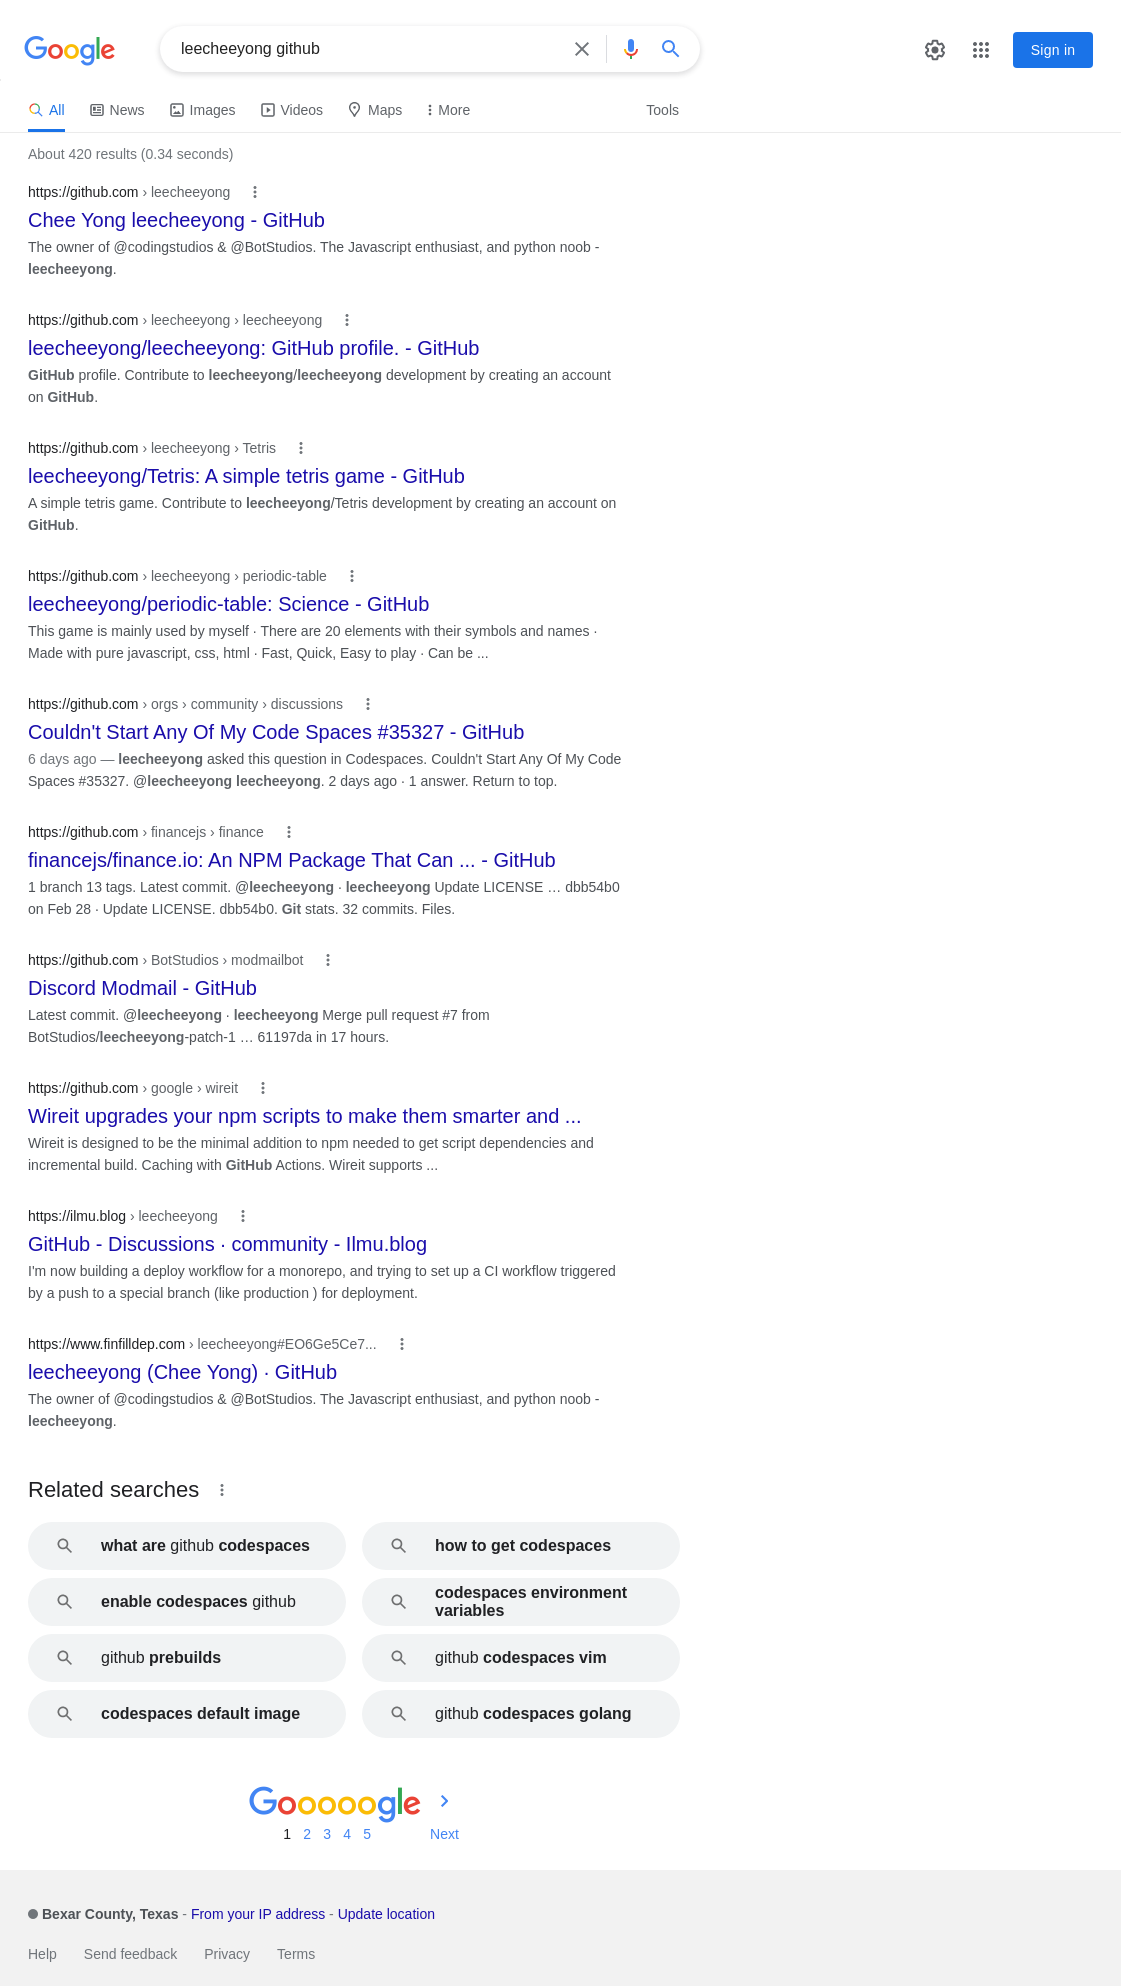 Google
leecheeyong github
Sign in
All
News
Images
Videos
Maps
More
Tools
About 420 results (0.34 seconds)
https://github.com › leecheeyong
Chee Yong leecheeyong - GitHub
The owner of @codingstudios & @BotStudios. The Javascript enthusiast, and python noob -
leecheeyong.
https://github.com › leecheeyong › leecheeyong
leecheeyong/leecheeyong: GitHub profile. - GitHub
GitHub profile. Contribute to leecheeyong/leecheeyong development by creating an account
on GitHub.
https://github.com › leecheeyong › Tetris
leecheeyong/Tetris: A simple tetris game - GitHub
A simple tetris game. Contribute to leecheeyong/Tetris development by creating an account on
GitHub.
https://github.com › leecheeyong › periodic-table
leecheeyong/periodic-table: Science - GitHub
This game is mainly used by myself · There are 20 elements with their symbols and names ·
Made with pure javascript, css, html · Fast, Quick, Easy to play · Can be ...
https://github.com › orgs › community › discussions
Couldn't Start Any Of My Code Spaces #35327 - GitHub
6 days ago — leecheeyong asked this question in Codespaces. Couldn't Start Any Of My Code
Spaces #35327. @leecheeyong leecheeyong. 2 days ago · 1 answer. Return to top.
https://github.com › financejs › finance
financejs/finance.io: An NPM Package That Can ... - GitHub
1 branch 13 tags. Latest commit. @leecheeyong · leecheeyong Update LICENSE … dbb54b0
on Feb 28 · Update LICENSE. dbb54b0. Git stats. 32 commits. Files.
https://github.com › BotStudios › modmailbot
Discord Modmail - GitHub
Latest commit. @leecheeyong · leecheeyong Merge pull request #7 from
BotStudios/leecheeyong-patch-1 … 61197da in 17 hours.
https://github.com › google › wireit
Wireit upgrades your npm scripts to make them smarter and ...
Wireit is designed to be the minimal addition to npm needed to get script dependencies and
incremental build. Caching with GitHub Actions. Wireit supports ...
https://ilmu.blog › leecheeyong
GitHub - Discussions · community - Ilmu.blog
I'm now building a deploy workflow for a monorepo, and trying to set up a CI workflow triggered
by a push to a special branch (like production ) for deployment.
https://www.finfilldep.com › leecheeyong#EO6Ge5Ce7...
leecheeyong (Chee Yong) · GitHub
The owner of @codingstudios & @BotStudios. The Javascript enthusiast, and python noob -
leecheeyong.
Related searches
what are github codespaces
how to get codespaces
enable codespaces github
codespaces environment
variables
github prebuilds
github codespaces vim
codespaces default image
github codespaces golang
Gooooogle
1 2 3 4 5 Next
Bexar County, Texas - From your IP address - Update location
Help Send feedback Privacy Terms